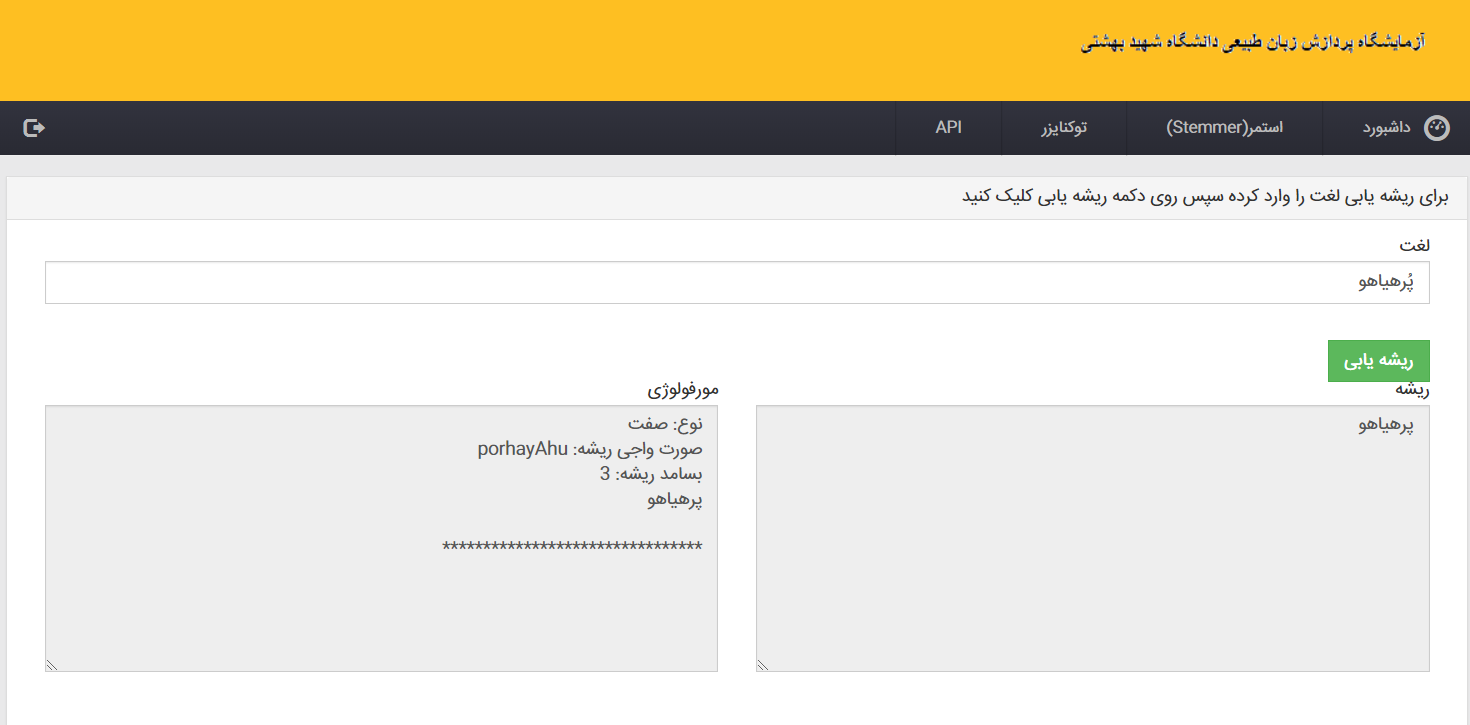 آزمایشگاه پردازش زبان طبیعی دانشگاه شهید بهشتی
داشبورد استمر(Stemmer) توکنایزر API
برای ریشه یابی لغت را وارد کرده سپس روی دکمه ریشه یابی کلیک کنید
لغت
پُرهیاهو
ریشه یابی
ریشه
پرهیاهو
مورفولوژی
نوع: صفت
صورت واجی ریشه: porhayAhu
بسامد ریشه: 3
پرهیاهو
********************************